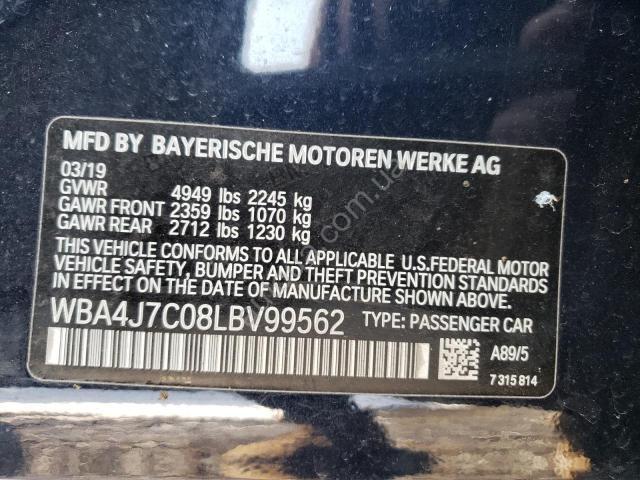 MFD BY BAYERISCHE MOTOREN WERKE AG
03/19
GVWR 4949 lbs 2245 kg
GAWR FRONT 2359 lbs 1070 kg
GAWR REAR 2712 lbs 1230 kg
THIS VEHICLE CONFORMS TO ALL APPLICABLE U.S.FEDERAL MOTOR
VEHICLE SAFETY, BUMPER AND THEFT PREVENTION STANDARDS
IN EFFECT ON THE DATE OF MANUFACTURE SHOWN ABOVE.
WBA4J7C08LBV99562 TYPE: PASSENGER CAR
A89/5
7 315 814